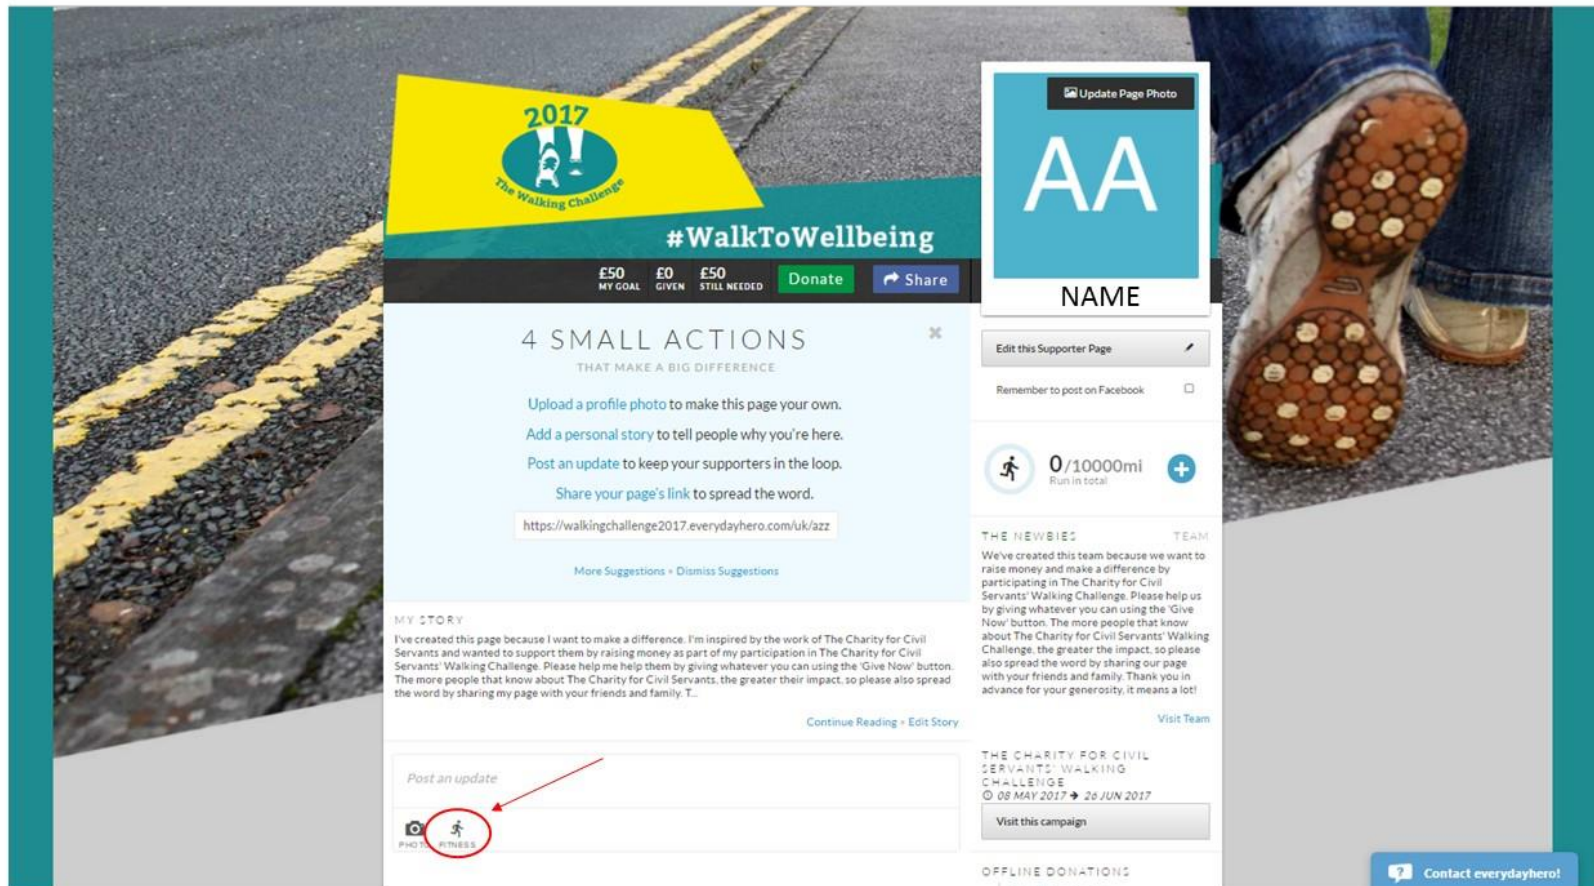 2017
The Walking Challenge
#WalkToWellbeing
£50
MY GOAL
£0
GIVEN
£50
STILL NEEDED
Donate
Share
Update Page Photo
AA
NAME
4 SMALL ACTIONS
THAT MAKE A BIG DIFFERENCE
Upload a profile photo to make this page your own.
Add a personal story to tell people why you're here.
Post an update to keep your supporters in the loop.
Share your page's link to spread the word.
https://walkingchallenge2017.everydayhero.com/uk/azz
More Suggestions • Dismiss Suggestions
MY STORY
I've created this page because I want to make a difference. I'm inspired by the work of The Charity for Civil
Servants and wanted to support them by raising money as part of my participation in The Charity for Civil
Servants' Walking Challenge. Please help me help them by giving whatever you can using the 'Give Now' button.
The more people that know about The Charity for Civil Servants, the greater their impact, so please also spread
the word by sharing my page with your friends and family. T...
Continue Reading • Edit Story
Post an update
PHOTO
FITNESS
Edit this Supporter Page
Remember to post on Facebook
0/10000mi
Run in total
THE NEWBIES TEAM
We've created this team because we want to
raise money and make a difference by
participating in The Charity for Civil
Servants' Walking Challenge. Please help us
by giving whatever you can using the 'Give
Now' button. The more people that know
about The Charity for Civil Servants' Walking
Challenge, the greater the impact, so please
also spread the word by sharing our page
with your friends and family. Thank you in
advance for your generosity, it means a lot!
Visit Team
THE CHARITY FOR CIVIL
SERVANTS' WALKING
CHALLENGE
08 MAY 2017 → 26 JUN 2017
Visit this campaign
OFFLINE DONATIONS
Contact everydayhero!